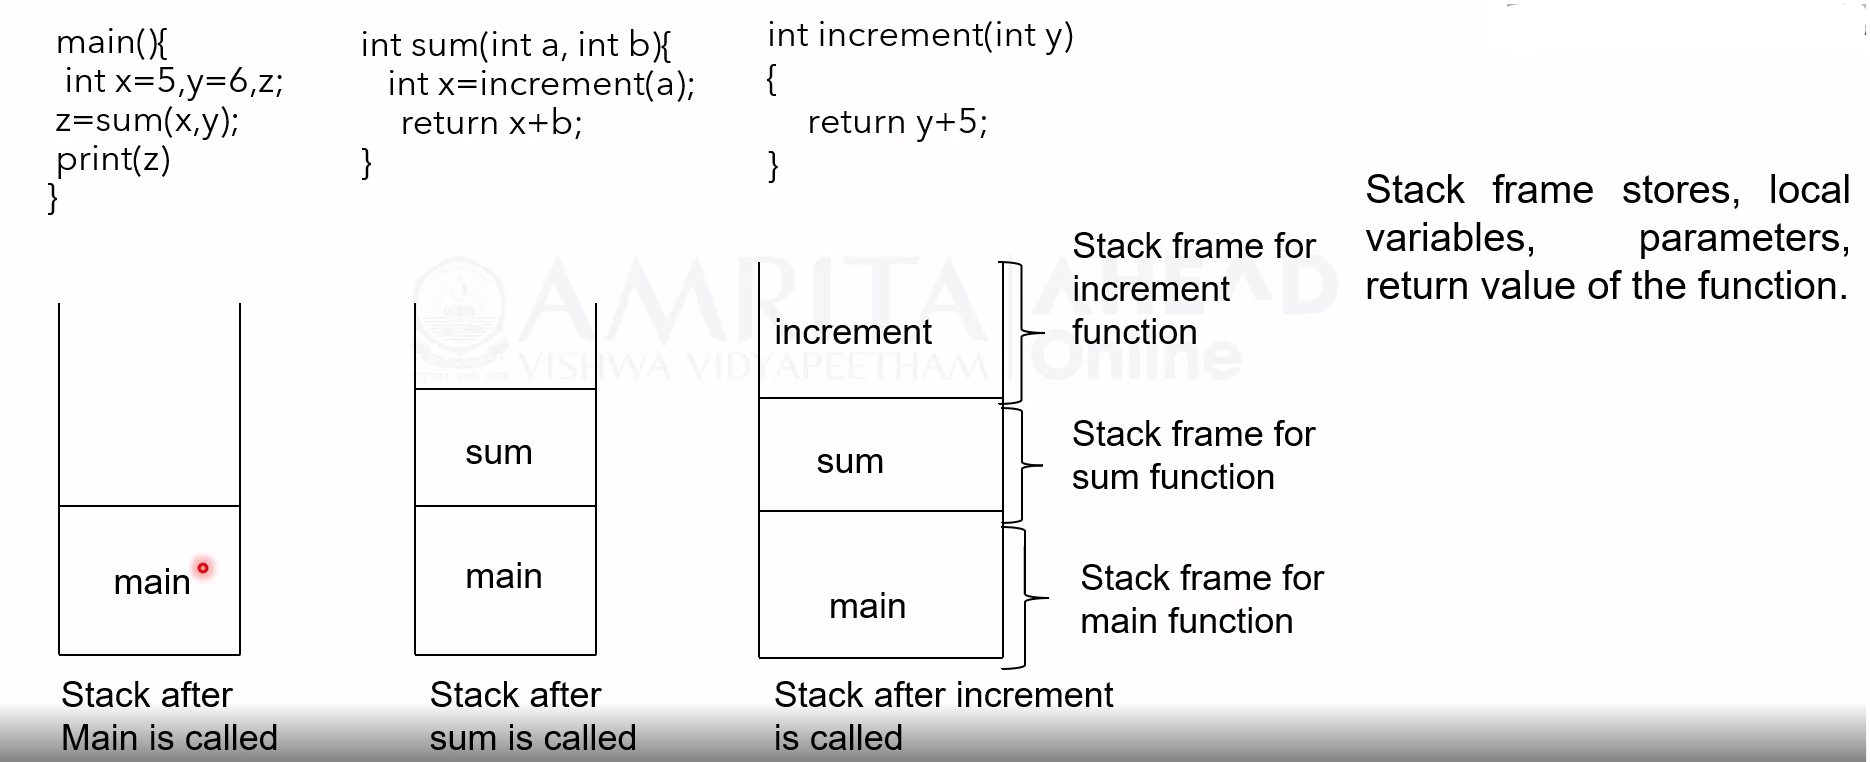 main(){
int x=5,y=6,z;
z=sum(x,y);
print(z)
}
int sum(int a, int b){
int x=increment(a);
return x+b;
}
int increment(int y)
{
return y+5;
}
Stack frame stores, local
variables, parameters,
return value of the function.
AMRITA AHEAD
VISHWA VIDYAPEETHAM Online
main
Stack after
Main is called
sum
main
Stack after
sum is called
increment
sum
main
Stack after increment
is called
Stack frame for
increment
function
Stack frame for
sum function
Stack frame for
main function